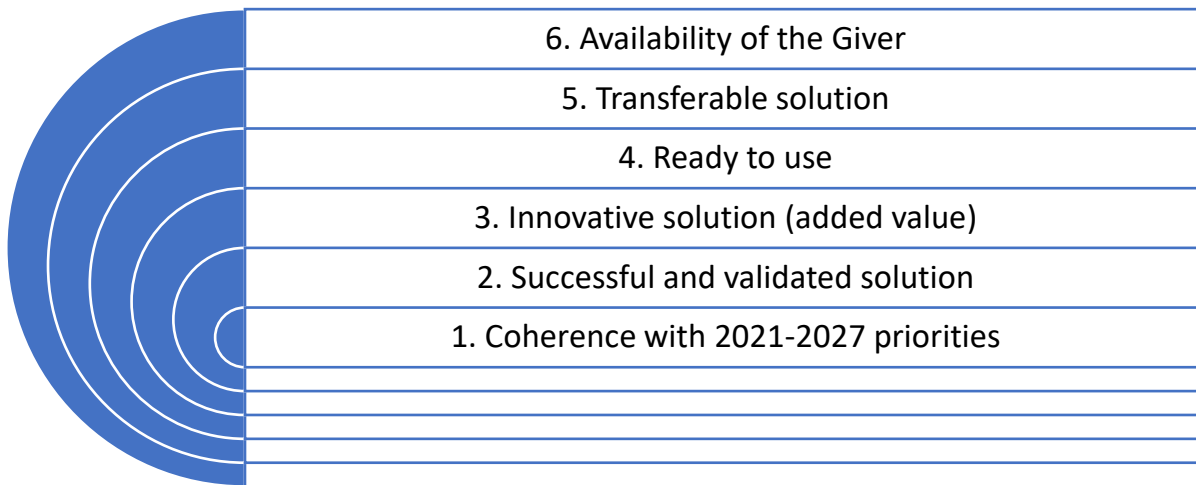 6. Availability of the Giver
5. Transferable solution
4. Ready to use
3. Innovative solution (added value)
2. Successful and validated solution
1. Coherence with 2021-2027 priorities